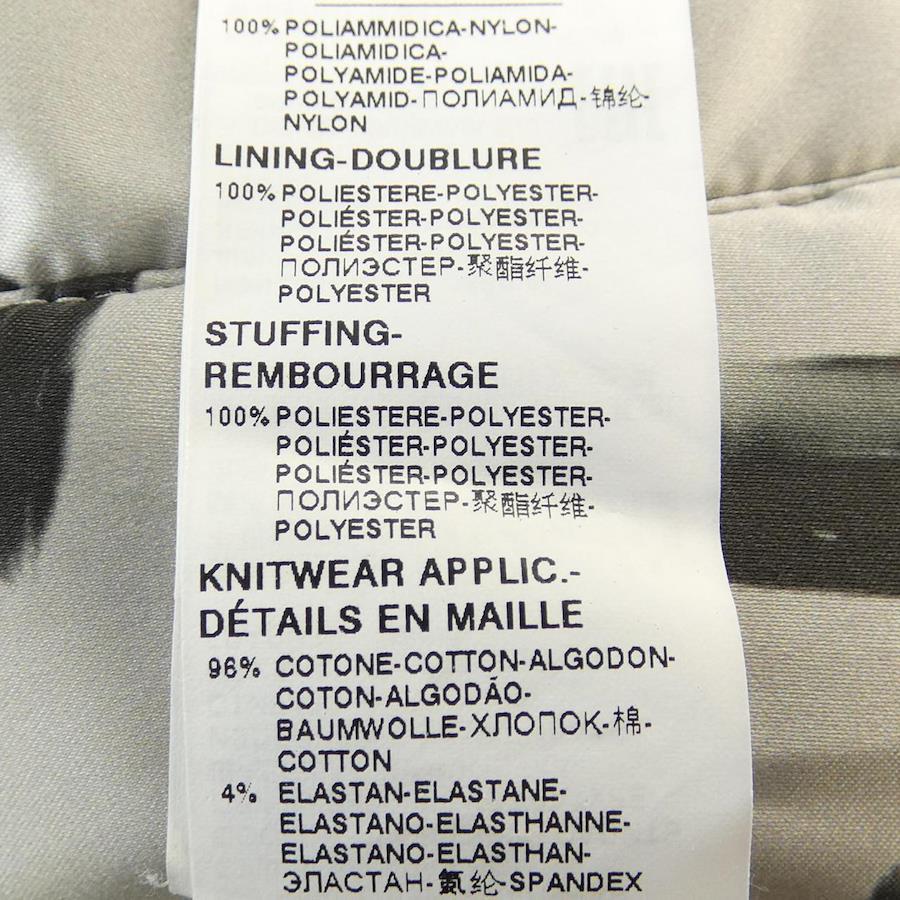 100% POLIAMMIDICA-NYLON-
POLIAMIDICA-
POLYAMIDE-POLIAMIDA-
POLYAMID-ПОЛИАМИД-锦纶-
NYLON
LINING-DOUBLURE
100% POLIESTERE-POLYESTER-
POLIÉSTER-POLYESTER-
POLIÉSTER-POLYESTER-
ПОЛИЭСТЕР-聚酯纤维-
POLYESTER
STUFFING-
REMBOURRAGE
100% POLIESTERE-POLYESTER-
POLIÉSTER-POLYESTER-
POLIÉSTER-POLYESTER-
ПОЛИЭСТЕР-聚酯纤维-
POLYESTER
KNITWEAR APPLIC.-
DÉTAILS EN MAILLE
96% COTONE-COTTON-ALGODON-
COTON-ALGODÃO-
BAUMWOLLE-ХЛОПОК-棉-
COTTON
4% ELASTAN-ELASTANE-
ELASTANO-ELASTHANNE-
ELASTANO-ELASTHAN-
ЭЛАСТАН-氨纶-SPANDEX